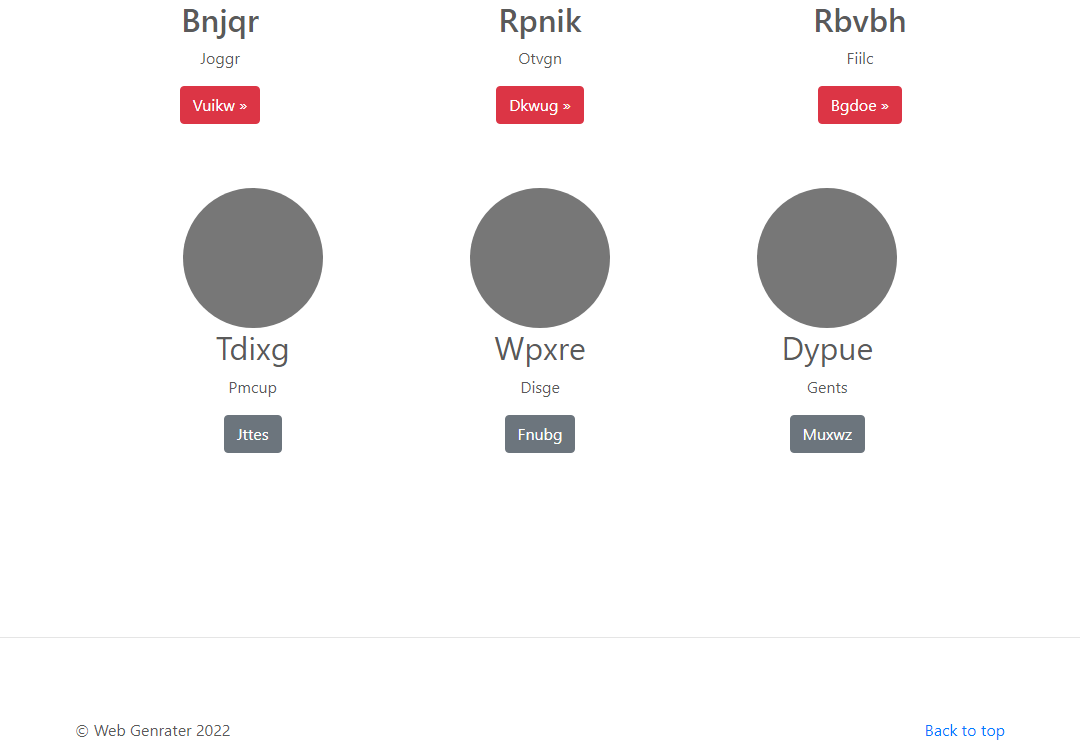 Bnjqr Rpnik Rbvbh
Joggr Otvgn Fiilc
Vuikw » Dkwug » Bgdoe »
Tdixg Wpxre Dypue
Pmcup Disge Gents
Jttes Fnubg Muxwz
© Web Genrater 2022 Back to top